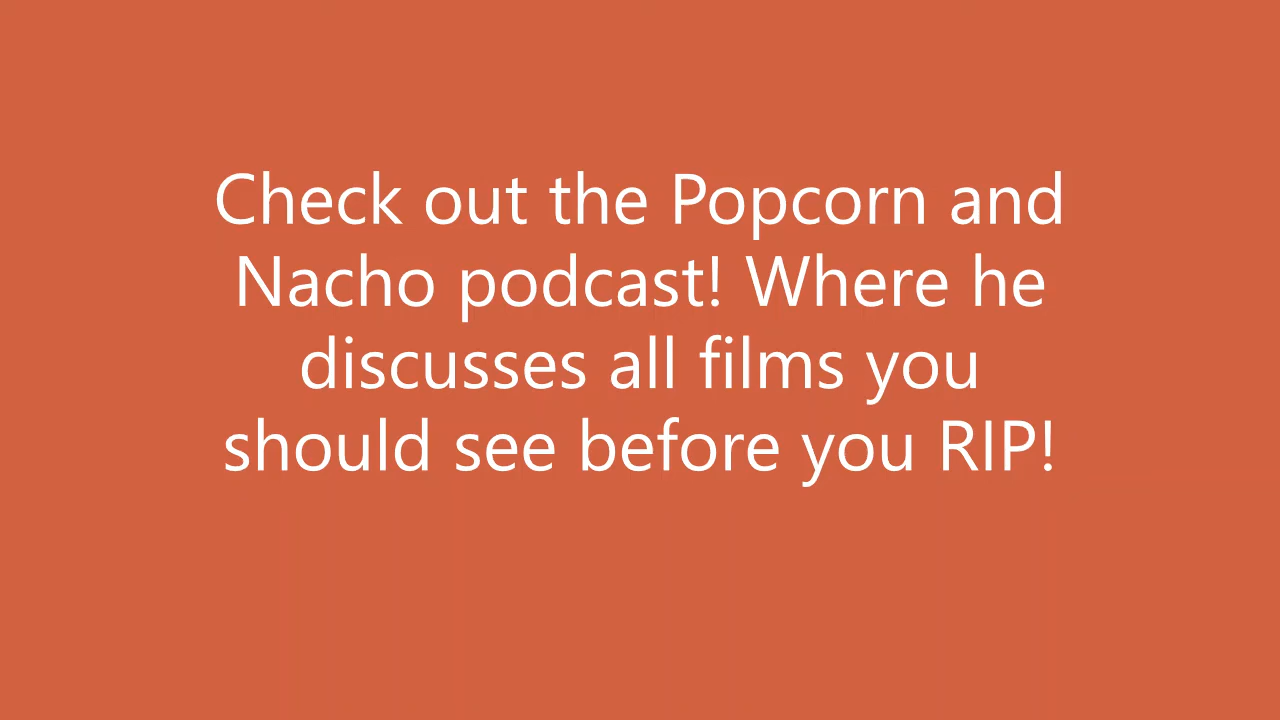 Check out the Popcorn and
Nacho podcast! Where he
discusses all films you
should see before you RIP!